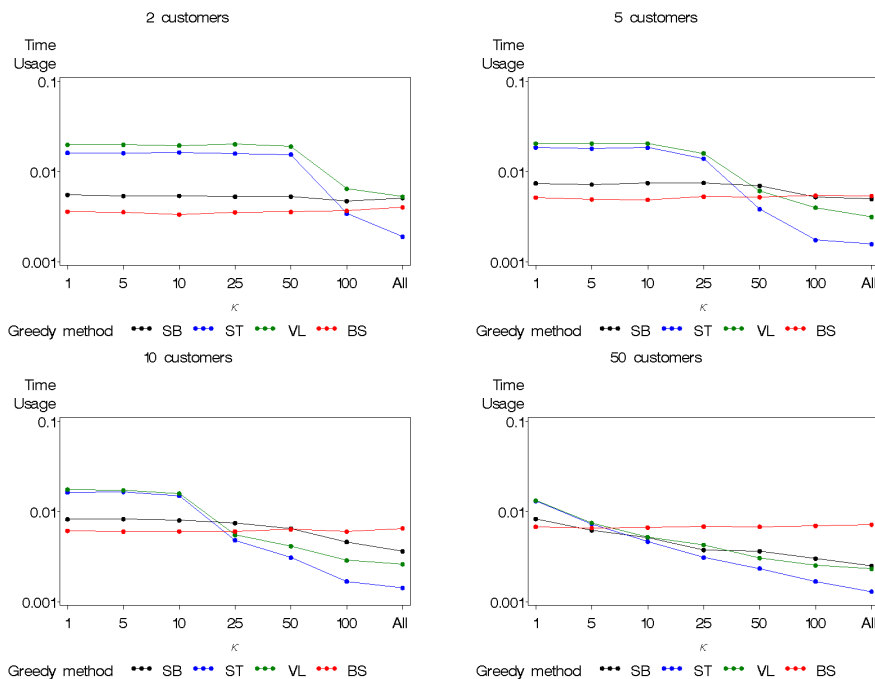 2 customers
Time
Usage
0.1
0.01
0.001
1 5 10 25 50 100 All
κ
Greedy method SB ST VL BS
5 customers
Time
Usage
0.1
0.01
0.001
1 5 10 25 50 100 All
κ
Greedy method SB ST VL BS
10 customers
Time
Usage
0.1
0.01
0.001
1 5 10 25 50 100 All
κ
Greedy method SB ST VL BS
50 customers
Time
Usage
0.1
0.01
0.001
1 5 10 25 50 100 All
κ
Greedy method SB ST VL BS